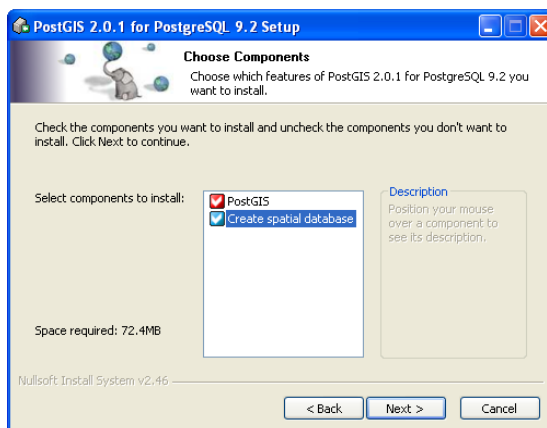 PostGIS 2.0.1 for PostgreSQL 9.2 Setup
Choose Components
Choose which features of PostGIS 2.0.1 for PostgreSQL 9.2 you
want to install.
Check the components you want to install and uncheck the components you don't want to
install. Click Next to continue.
Select components to install:
PostGIS
Create spatial database
Description
Position your mouse
over a component to
see its description.
Space required: 72.4MB
Nullsoft Install System v2.46
< Back
Next >
Cancel